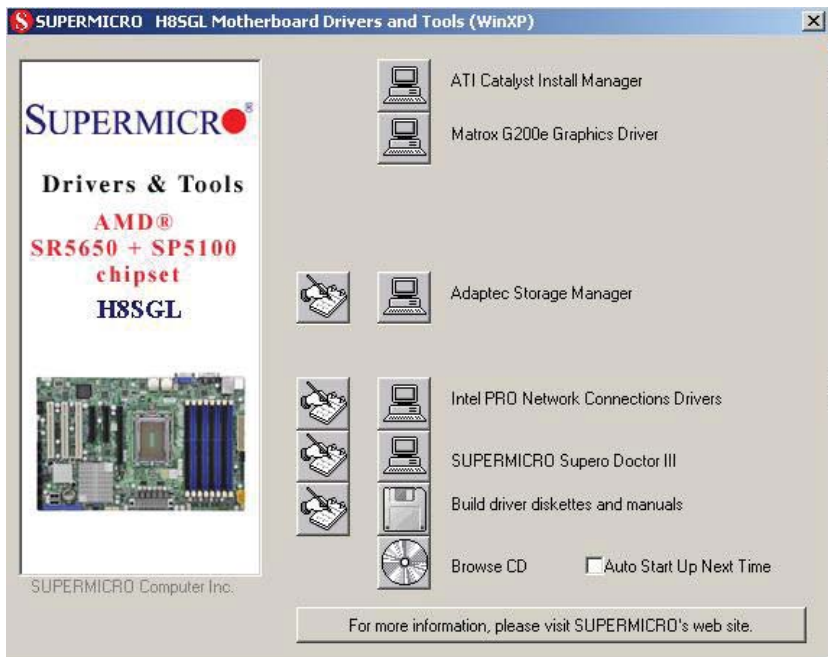 SUPERMICRO H8SGL Motherboard Drivers and Tools (WinXP)
SUPERMICRO®
Drivers & Tools
AMD®
SR5650 + SP5100
chipset
H8SGL
SUPERMICRO Computer Inc.
ATI Catalyst Install Manager
Matrox G200e Graphics Driver
Adaptec Storage Manager
Intel PRO Network Connections Drivers
SUPERMICRO Supero Doctor III
Build driver diskettes and manuals
Browse CD
Auto Start Up Next Time
For more information, please visit SUPERMICRO's web site.